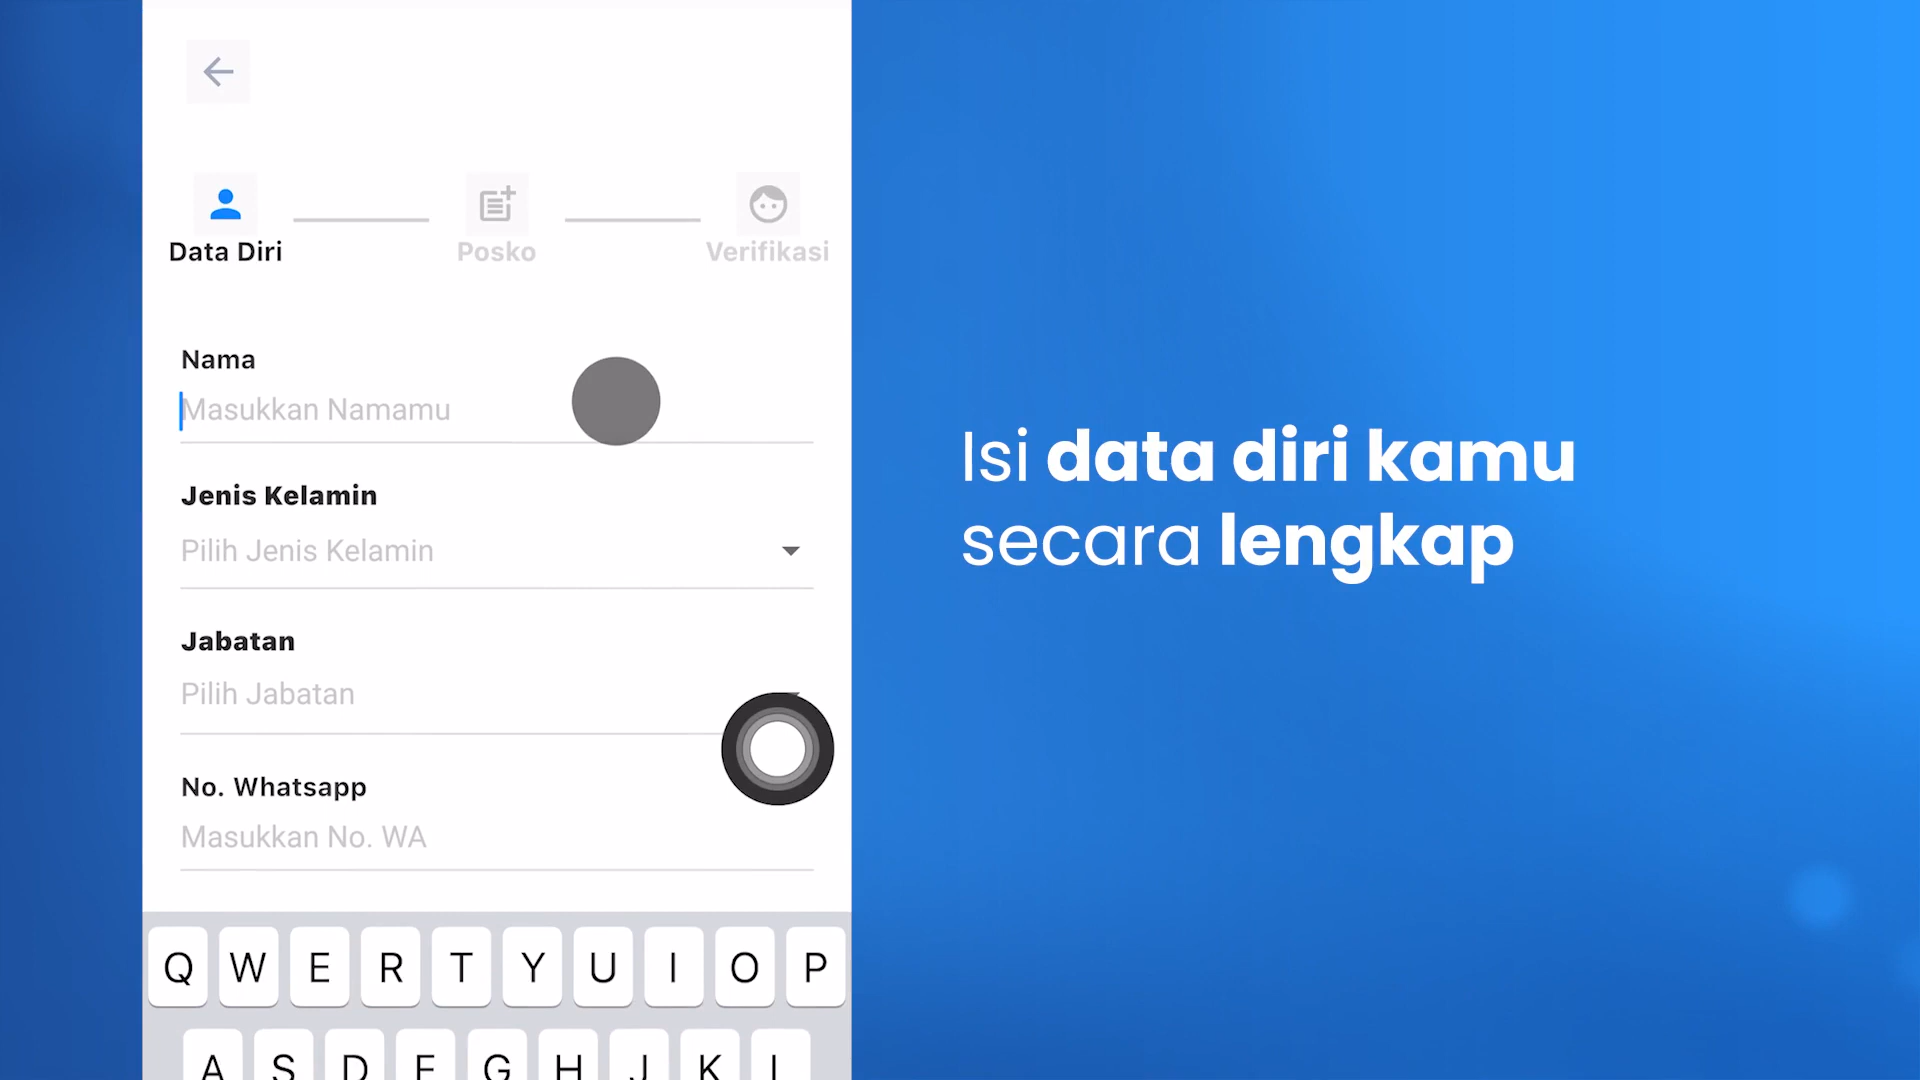 Data Diri
Posko
Verifikasi
Nama
Masukkan Namamu
Jenis Kelamin
Pilih Jenis Kelamin
Jabatan
Pilih Jabatan
No. Whatsapp
Masukkan No. WA
Q W E R T Y U I O P
A S D F G H J K L
Isi data diri kamu
secara lengkap